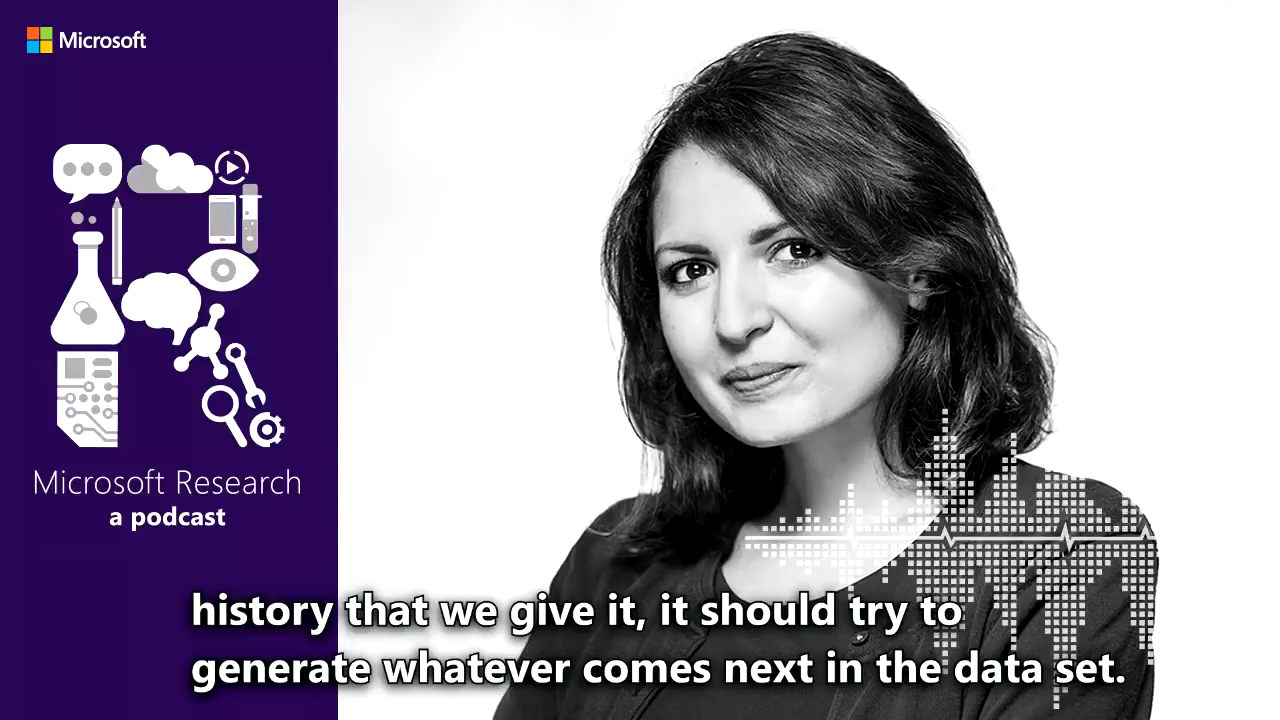 Microsoft
Microsoft Research
a podcast
history that we give it, it should try to
generate whatever comes next in the data set.